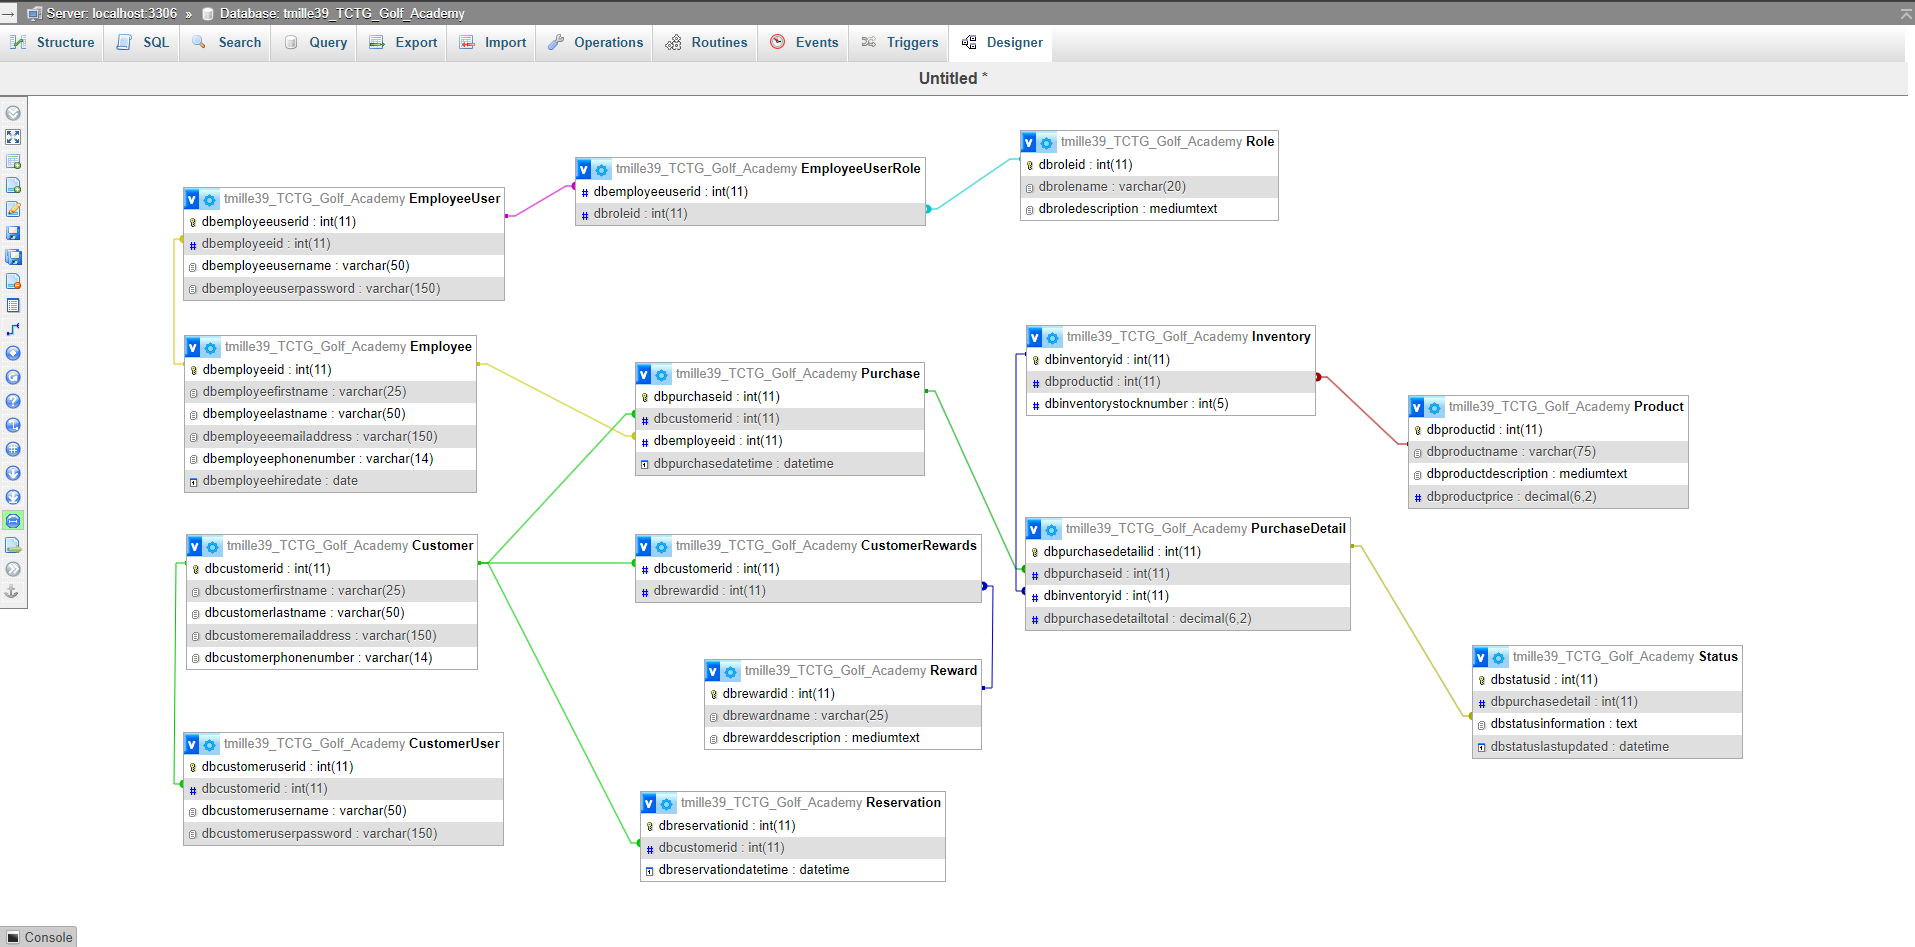 Server: localhost:3306 » Database: tmille39_TCTG_Golf_Academy
Structure SQL Search Query Export Import Operations Routines Events Triggers Designer
Untitled *
tmille39_TCTG_Golf_Academy EmployeeUser
dbemployeeuserid : int(11)
dbemployeeid : int(11)
dbemployeeusername : varchar(50)
dbemployeeuserpassword : varchar(150)
tmille39_TCTG_Golf_Academy EmployeeUserRole
dbemployeeuserid : int(11)
dbroleid : int(11)
tmille39_TCTG_Golf_Academy Role
dbroleid : int(11)
dbrolename : varchar(20)
dbroledescription : mediumtext
tmille39_TCTG_Golf_Academy Employee
dbemployeeid : int(11)
dbemployeefirstname : varchar(25)
dbemployeelastname : varchar(50)
dbemployeeemailaddress : varchar(150)
dbemployeephonenumber : varchar(14)
dbemployeehiredate : date
tmille39_TCTG_Golf_Academy Purchase
dbpurchaseid : int(11)
dbcustomerid : int(11)
dbemployeeid : int(11)
dbpurchasedatetime : datetime
tmille39_TCTG_Golf_Academy Inventory
dbinventoryid : int(11)
dbproductid : int(11)
dbinventorystocknumber : int(5)
tmille39_TCTG_Golf_Academy Product
dbproductid : int(11)
dbproductname : varchar(75)
dbproductdescription : mediumtext
dbproductprice : decimal(6,2)
tmille39_TCTG_Golf_Academy Customer
dbcustomerid : int(11)
dbcustomerfirstname : varchar(25)
dbcustomerlastname : varchar(50)
dbcustomeremailaddress : varchar(150)
dbcustomerphonenumber : varchar(14)
tmille39_TCTG_Golf_Academy CustomerRewards
dbcustomerid : int(11)
dbrewardid : int(11)
tmille39_TCTG_Golf_Academy PurchaseDetail
dbpurchasedetailid : int(11)
dbpurchaseid : int(11)
dbinventoryid : int(11)
dbpurchasedetailtotal : decimal(6,2)
tmille39_TCTG_Golf_Academy Reward
dbrewardid : int(11)
dbrewardname : varchar(25)
dbrewarddescription : mediumtext
tmille39_TCTG_Golf_Academy Status
dbstatusid : int(11)
dbpurchasedetail : int(11)
dbstatusinformation : text
dbstatuslastupdated : datetime
tmille39_TCTG_Golf_Academy CustomerUser
dbcustomeruserid : int(11)
dbcustomerid : int(11)
dbcustomerusername : varchar(50)
dbcustomeruserpassword : varchar(150)
tmille39_TCTG_Golf_Academy Reservation
dbreservationid : int(11)
dbcustomerid : int(11)
dbreservationdatetime : datetime
Console